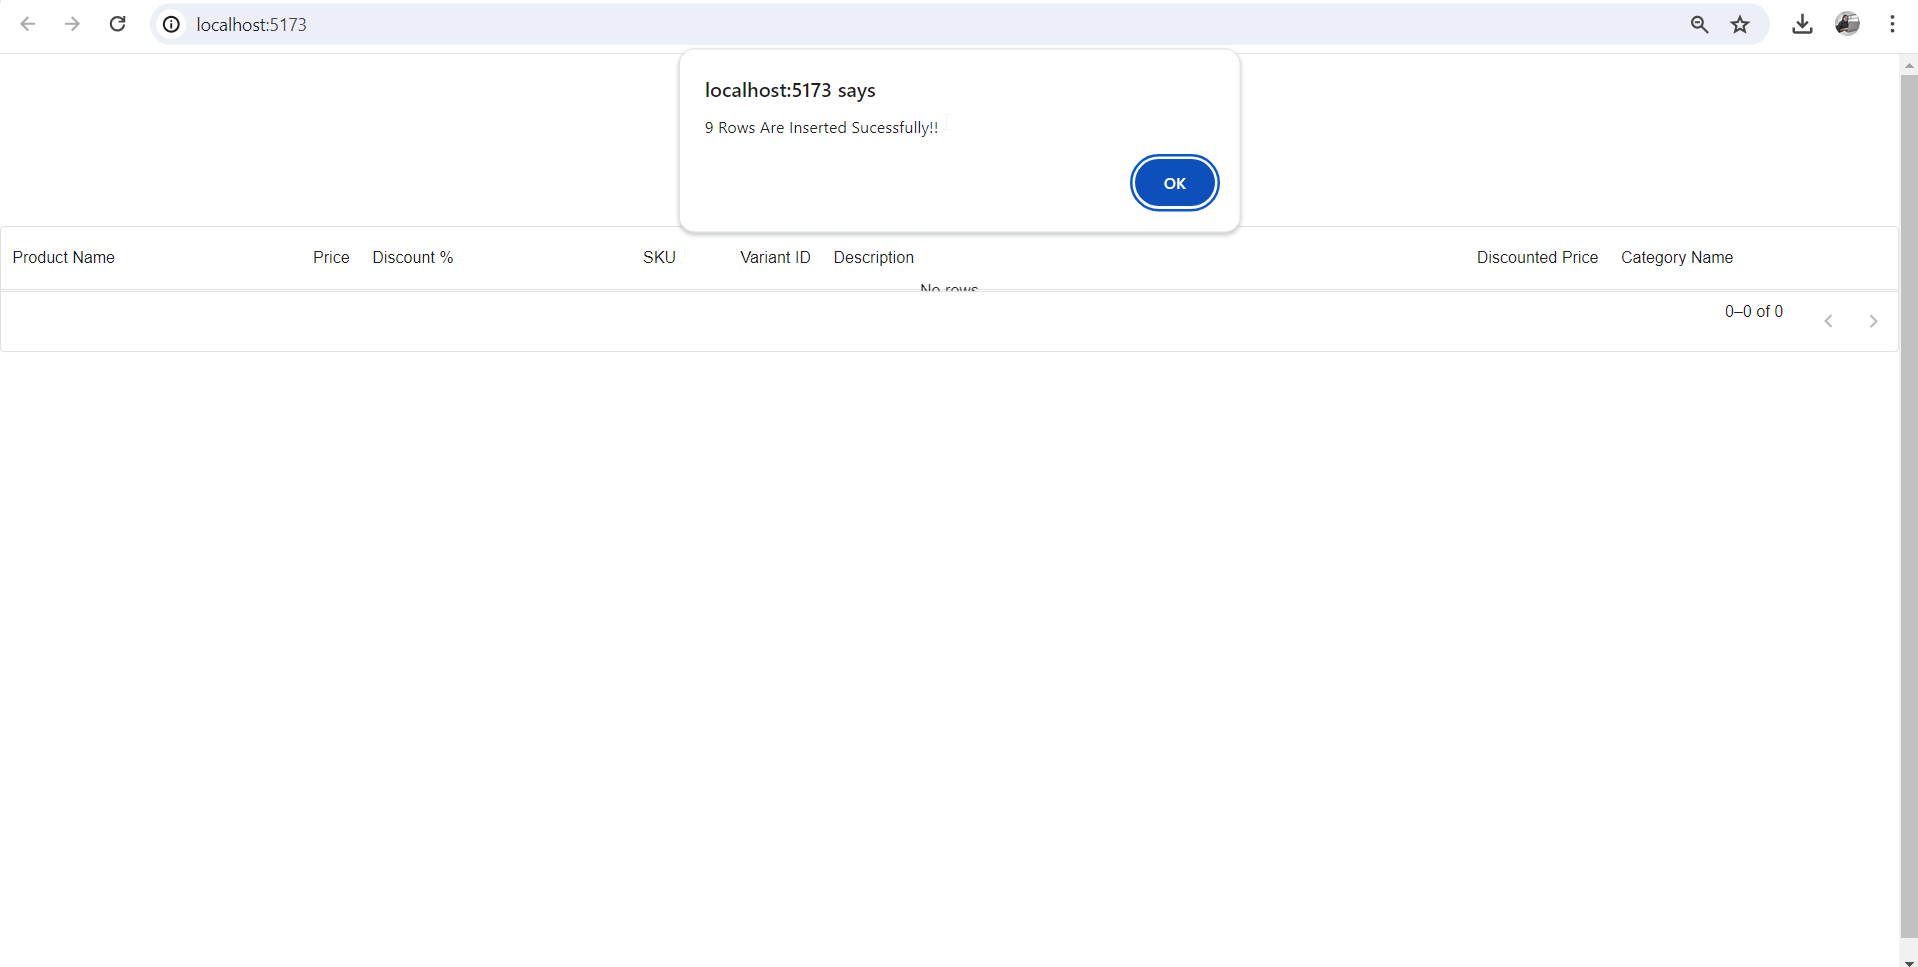 localhost:5173
localhost:5173 says
9 Rows Are Inserted Sucessfully!!
OK
Product Name Price Discount % SKU Variant ID Description Discounted Price Category Name
No rows
0–0 of 0